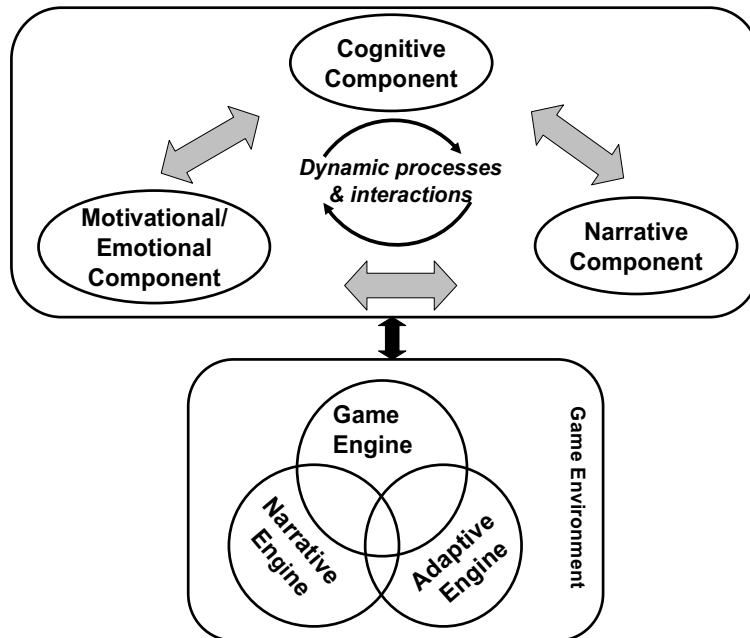 Cognitive
Component
Dynamic processes
& interactions
Motivational/
Emotional
Component
Narrative
Component
Game
Engine
Narrative
Engine
Adaptive
Engine
Game Environment